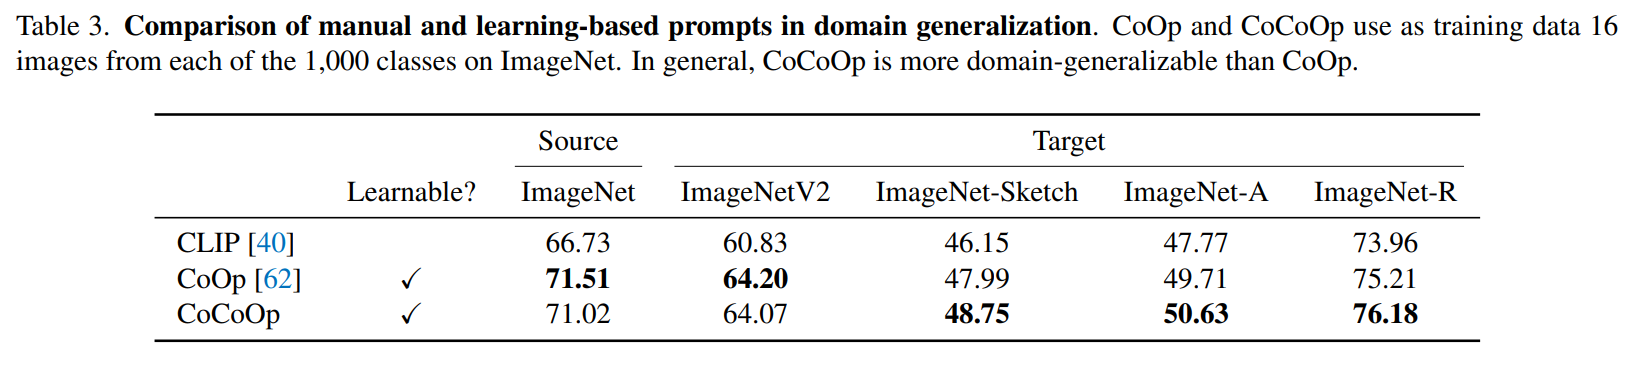 Table 3. Comparison of manual and learning-based prompts in domain generalization. CoOp and CoCoOp use as training data 16
images from each of the 1,000 classes on ImageNet. In general, CoCoOp is more domain-generalizable than CoOp.
Source Target
Learnable? ImageNet ImageNetV2 ImageNet-Sketch ImageNet-A ImageNet-R
CLIP [40] 66.73 60.83 46.15 47.77 73.96
CoOp [62] ✓ 71.51 64.20 47.99 49.71 75.21
CoCoOp ✓ 71.02 64.07 48.75 50.63 76.18